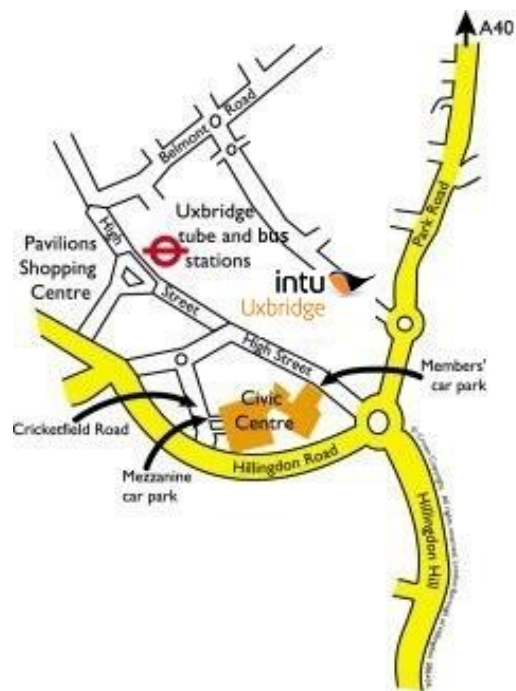 A40
Belmont Road
Park Road
Uxbridge
tube and bus
stations
High
Street
Pavilions
Shopping
Centre
intu
Uxbridge
High Street
Members'
car park
Civic
Centre
Cricketfield Road
Mezzanine
car park
Hillingdon Road
Hillingdon Hill